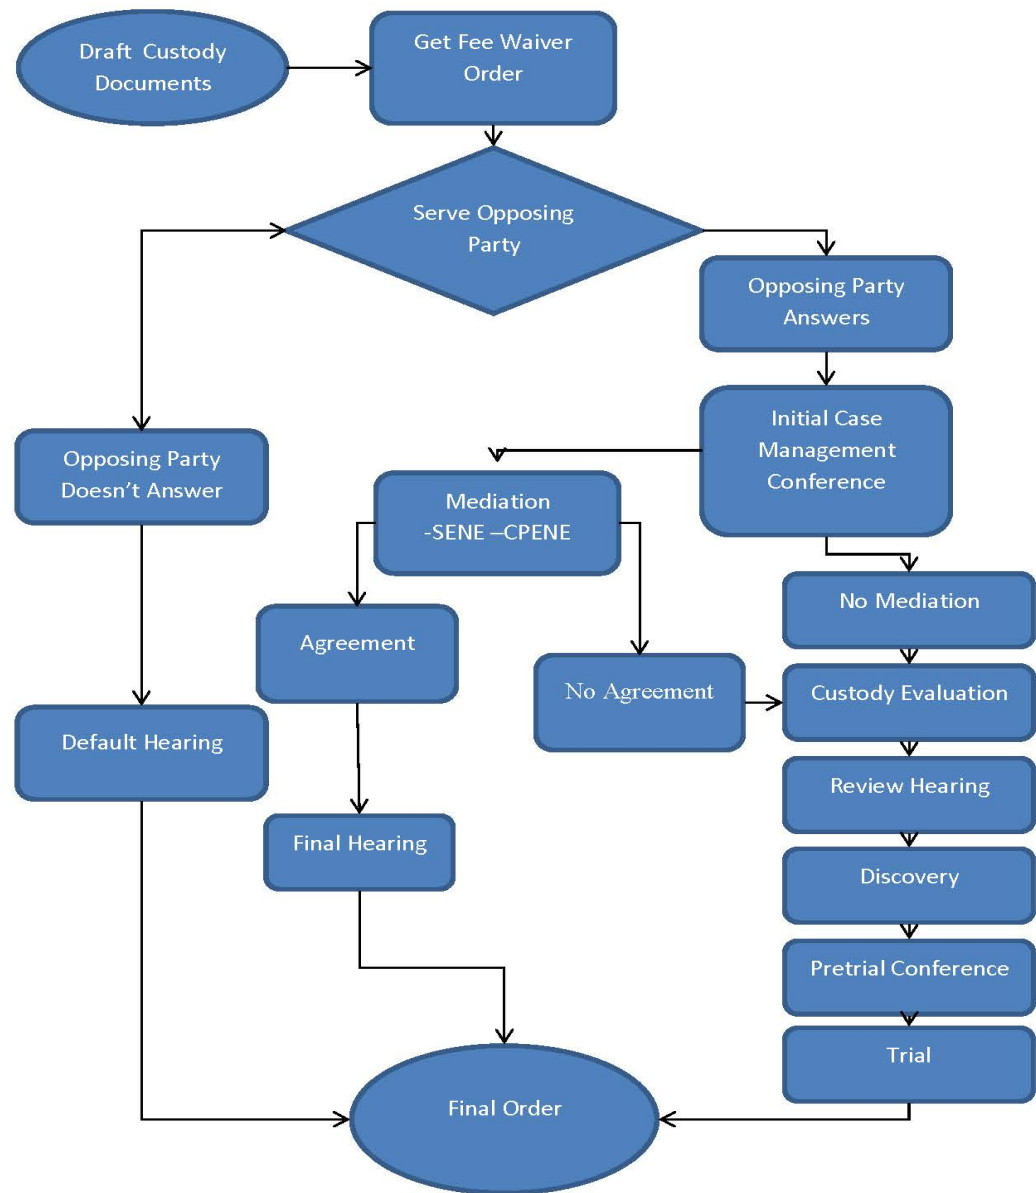 Draft Custody
Documents
Get Fee Waiver
Order
Serve Opposing
Party
Opposing Party
Answers
Initial Case
Management
Conference
Opposing Party
Doesn’t Answer
Mediation
-SENE –CPENE
No Mediation
Agreement
No Agreement
Custody Evaluation
Default Hearing
Review Hearing
Final Hearing
Discovery
Pretrial Conference
Trial
Final Order